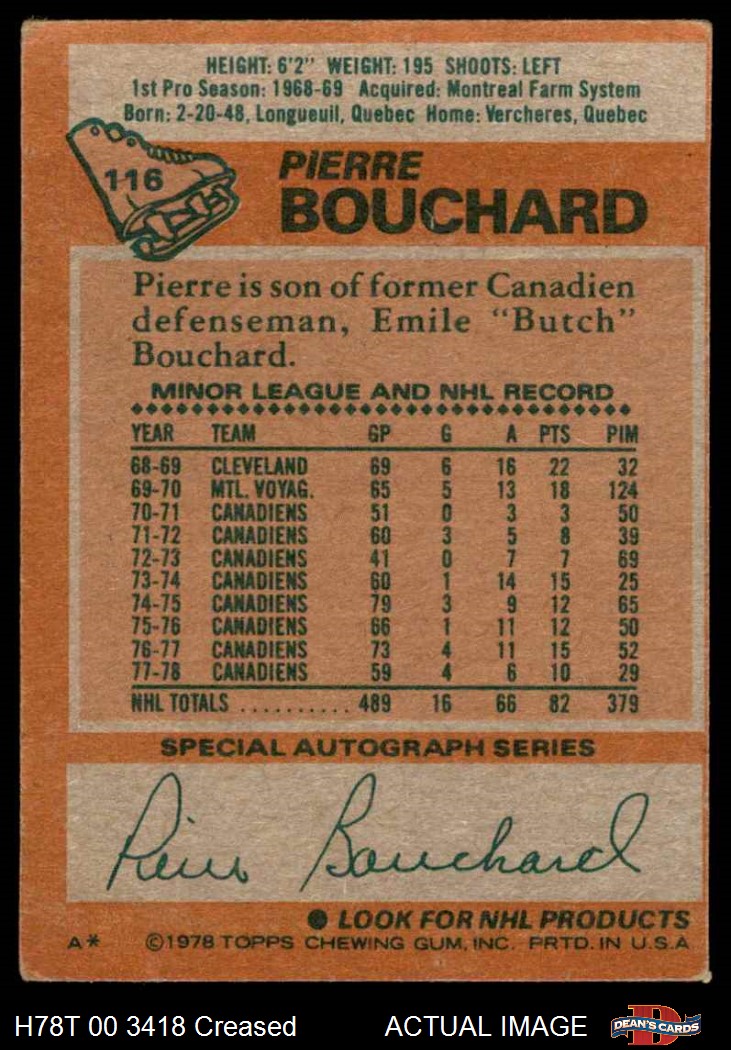 HEIGHT: 6'2" WEIGHT: 195 SHOOTS: LEFT
1st Pro Season: 1968-69 Acquired: Montreal Farm System
Born: 2-20-48, Longueuil, Quebec Home: Vercheres, Quebec
116
PIERRE
BOUCHARD
Pierre is son of former Canadien
defenseman, Emile "Butch"
Bouchard.
MINOR LEAGUE AND NHL RECORD
YEAR TEAM GP G A PTS PIM
68-69 CLEVELAND 69 6 16 22 32
69-70 MTL. VOYAG. 65 5 13 18 124
70-71 CANADIENS 51 0 3 3 50
71-72 CANADIENS 60 3 5 8 39
72-73 CANADIENS 41 0 7 7 69
73-74 CANADIENS 60 1 14 15 25
74-75 CANADIENS 79 3 9 12 65
75-76 CANADIENS 66 1 11 12 50
76-77 CANADIENS 73 4 11 15 52
77-78 CANADIENS 59 4 6 10 29
NHL TOTALS .......... 489 16 66 82 379
SPECIAL AUTOGRAPH SERIES
Pierre Bouchard
● LOOK FOR NHL PRODUCTS
A* ©1978 TOPPS CHEWING GUM, INC. PRTD. IN U.S.A
H78T 00 3418 Creased ACTUAL IMAGE
D
DEAN'S CARDS